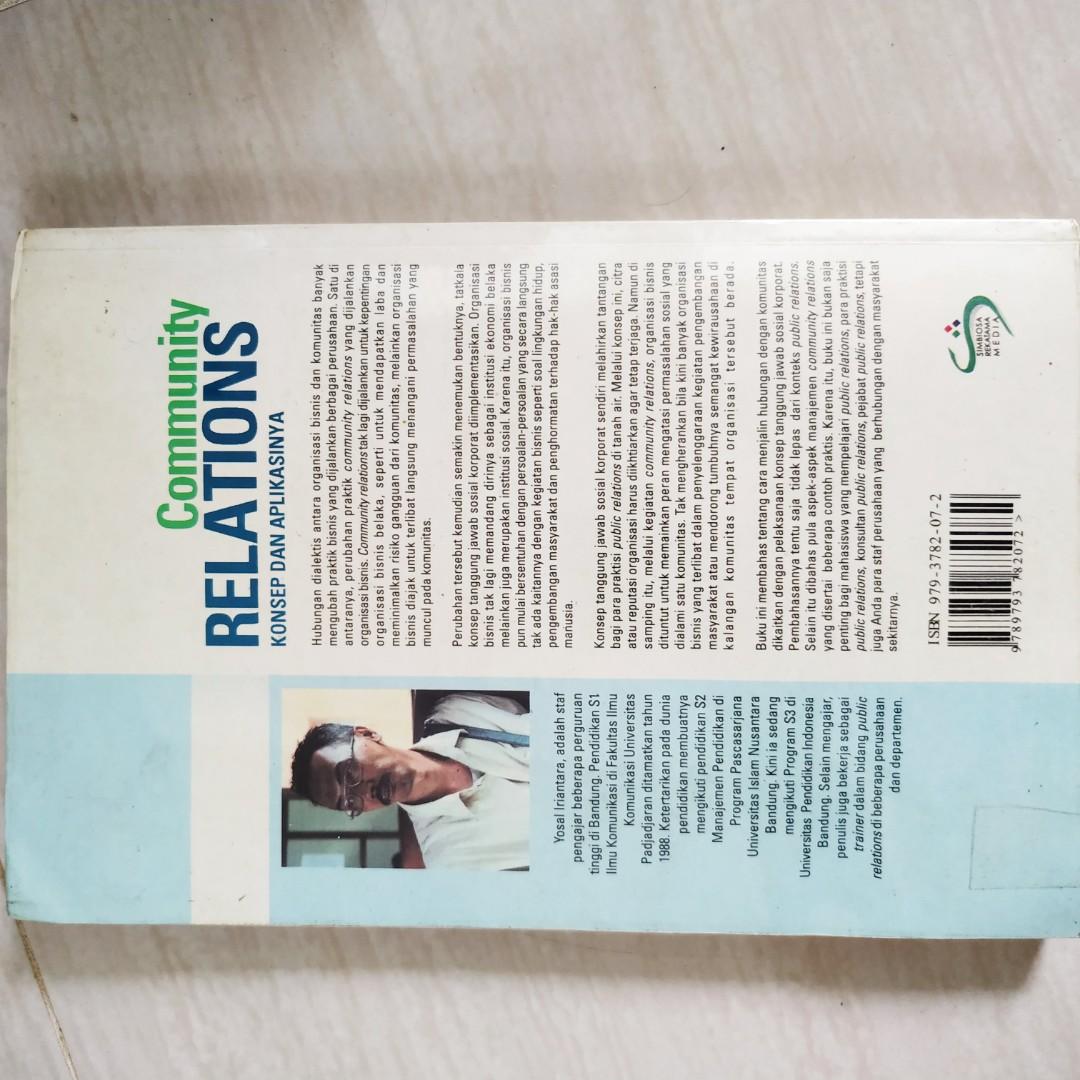 Community
RELATIONS
KONSEP DAN APLIKASINYA
Hubungan dialektis antara organisasi bisnis dan komunitas banyak
mengubah praktik bisnis yang dijalankan berbagai perusahaan. Satu di
antaranya, perubahan praktik community relations yang dijalankan
organisasi bisnis. Community relations tak lagi dijalankan untuk kepentingan
organisasi bisnis belaka, seperti untuk mendapatkan laba dan
meminimalkan risiko gangguan dari komunitas, melainkan organisasi
bisnis diajak untuk terlibat langsung menangani permasalahan yang
muncul pada komunitas.
Perubahan tersebut kemudian semakin menemukan bentuknya, tatkala
konsep tanggung jawab sosial korporat diimplementasikan. Organisasi
bisnis tak lagi memandang dirinya sebagai institusi ekonomi belaka
melainkan juga merupakan institusi sosial. Karena itu, organisasi bisnis
pun mulai bersentuhan dengan persoalan-persoalan yang secara langsung
tak ada kaitannya dengan kegiatan bisnis seperti soal lingkungan hidup,
pengembangan masyarakat dan penghormatan terhadap hak-hak asasi
manusia.
Konsep tanggung jawab sosial korporat sendiri melahirkan tantangan
bagi para praktisi public relations di tanah air. Melalui konsep ini, citra
atau reputasi organisasi harus diikhtiarkan agar tetap terjaga. Namun di
samping itu, melalui kegiatan community relations, organisasi bisnis
dituntut untuk memainkan peran mengatasi permasalahan sosial yang
dialami satu komunitas. Tak mengherankan bila kini banyak organisasi
bisnis yang terlibat dalam penyelenggaraan kegiatan pengembangan
masyarakat atau mendorong tumbuhnya semangat kewirausahaan di
kalangan komunitas tempat organisasi tersebut berada.
Buku ini membahas tentang cara menjalin hubungan dengan komunitas
dikaitkan dengan pelaksanaan konsep tanggung jawab sosial korporat.
Pembahasannya tentu saja tidak lepas dari konteks public relations.
Selain itu dibahas pula aspek-aspek manajemen community relations
yang disertai beberapa contoh praktis. Karena itu, buku ini bukan saja
penting bagi mahasiswa yang mempelajari public relations, para praktisi
public relations, konsultan public relations, pejabat public relations, tetapi
juga Anda para staf perusahaan yang berhubungan dengan masyarakat
sekitarnya.
Yosal Iriantara, adalah staf
pengajar beberapa perguruan
tinggi di Bandung. Pendidikan S1
Ilmu Komunikasi di Fakultas Ilmu
Komunikasi Universitas
Padjadjaran ditamatkan tahun
1988. Ketertarikan pada dunia
pendidikan membuatnya
mengikuti pendidikan S2
Manajemen Pendidikan di
Program Pascasarjana
Universitas Islam Nusantara
Bandung. Kini ia sedang
mengikuti Program S3 di
Universitas Pendidikan Indonesia
Bandung. Selain mengajar,
penulis juga bekerja sebagai
trainer dalam bidang public
relations di beberapa perusahaan
dan departemen.
ISBN 979-3782-07-2
9 789793 782072 >
SIMBIOSA
REKATAMA
MEDIA